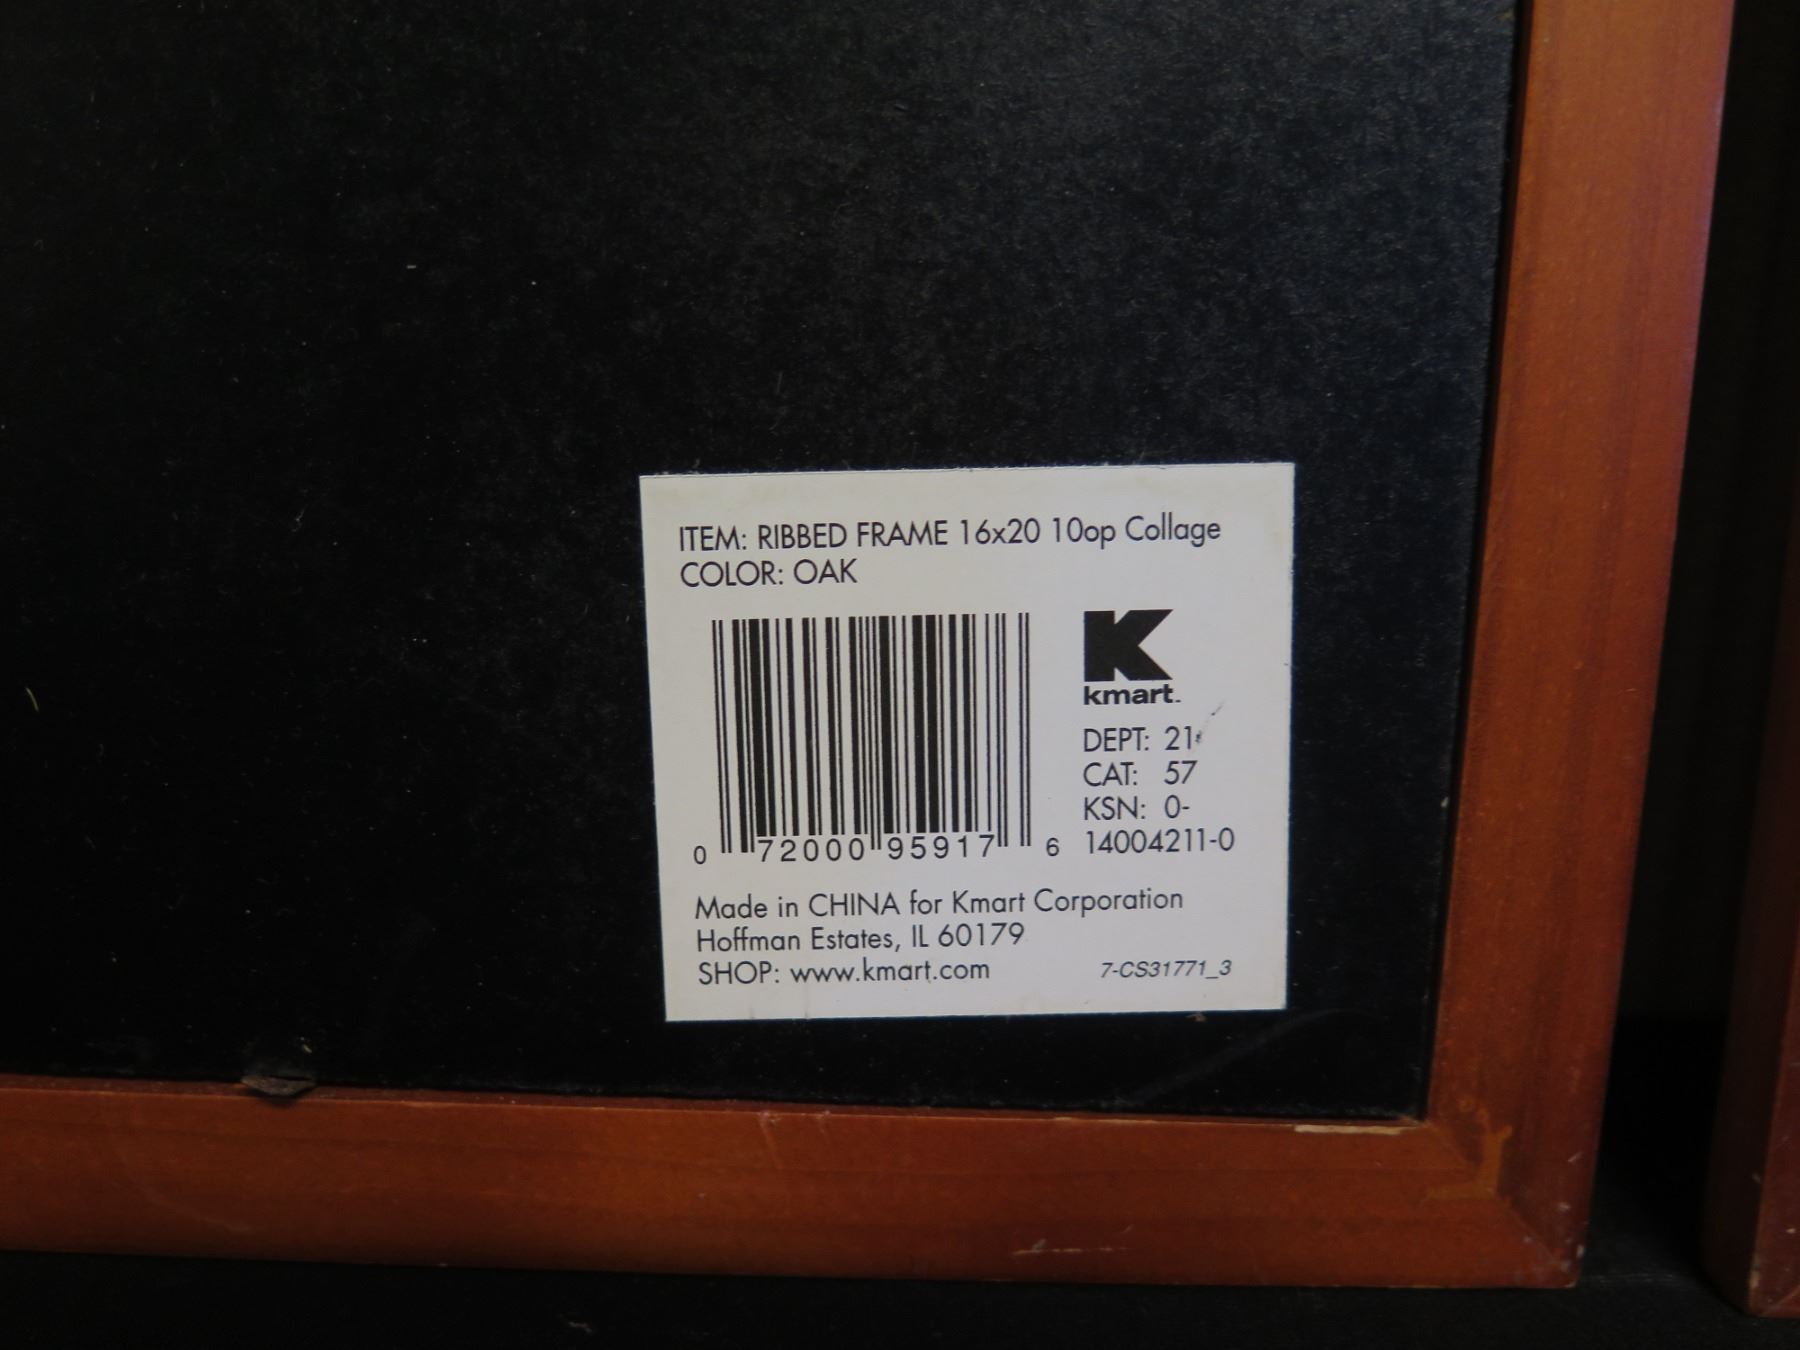 ITEM: RIBBED FRAME 16x20 10op Collage
COLOR: OAK
K
kmart.
DEPT: 21
CAT: 57
KSN: 0-
14004211-0
0 72000 95917 6
Made in CHINA for Kmart Corporation
Hoffman Estates, IL 60179
SHOP: www.kmart.com
7-CS31771_3